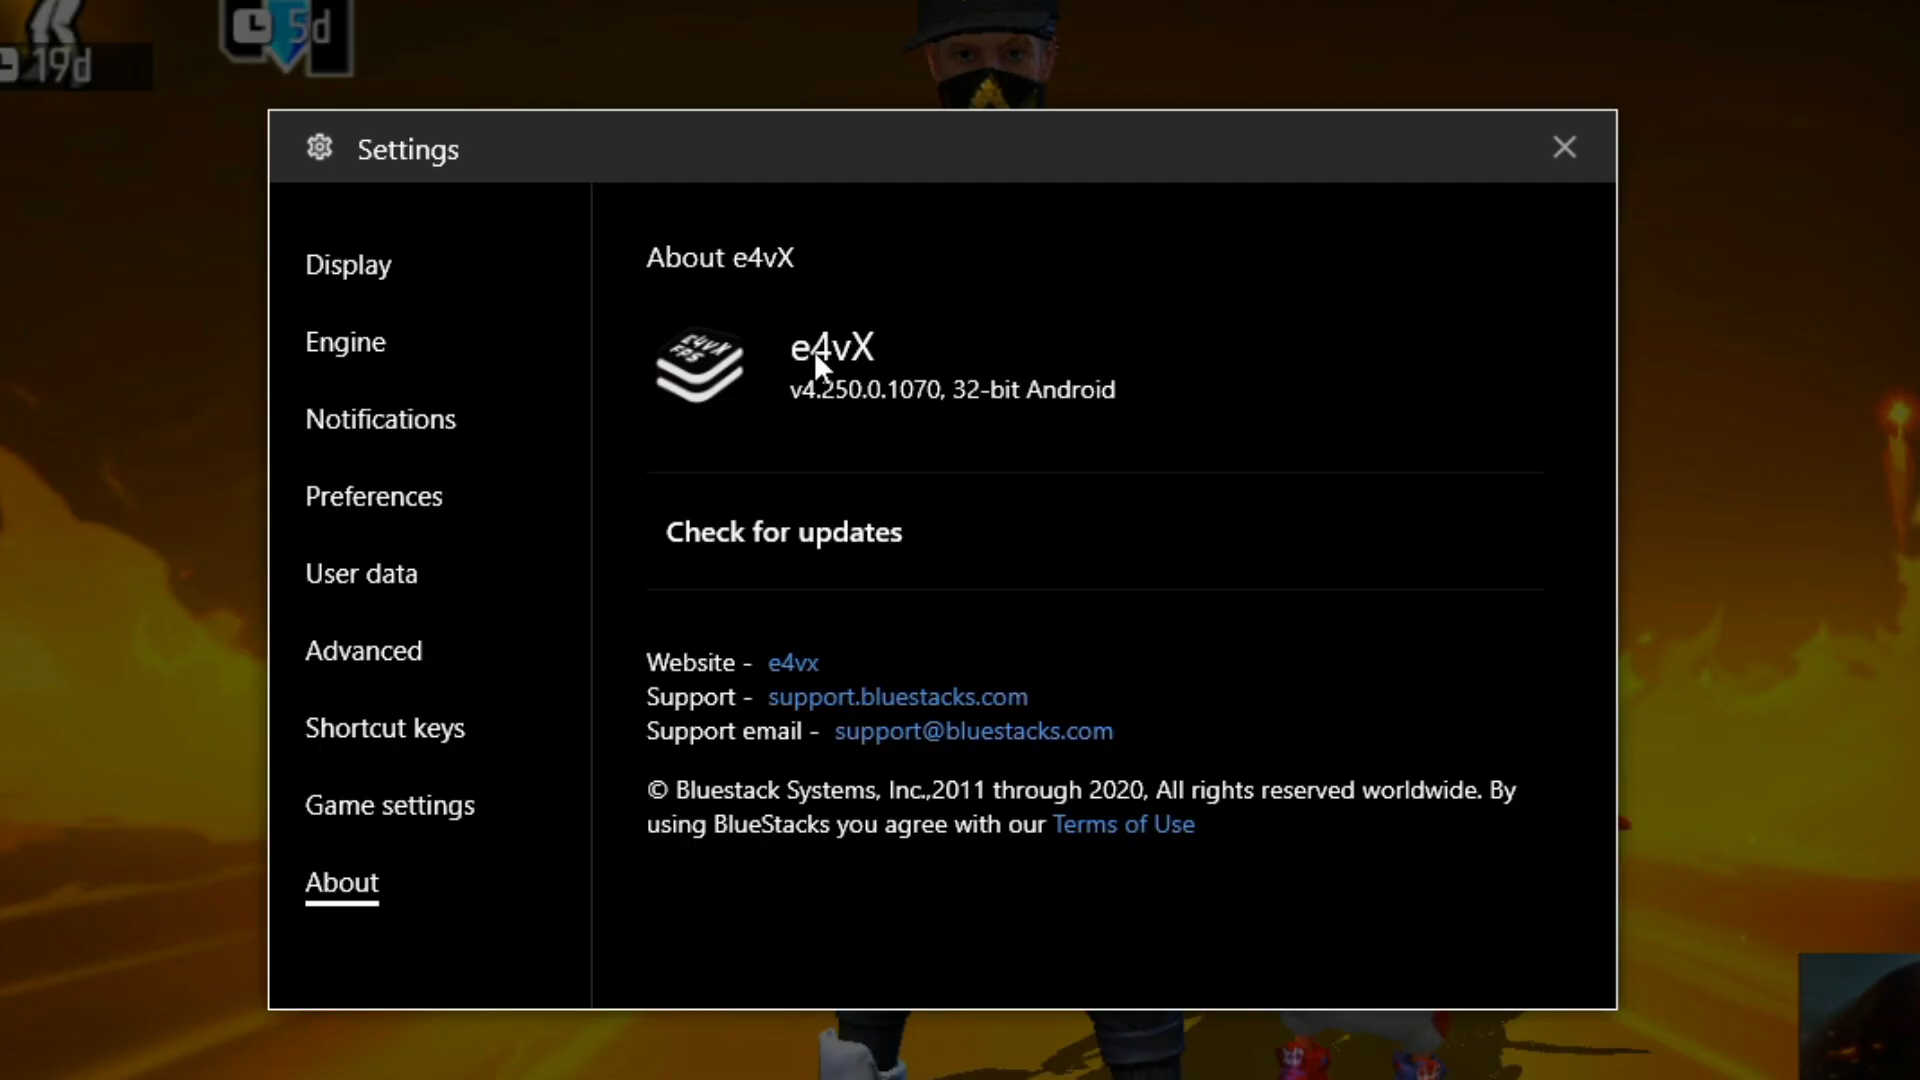 19d
5d
Settings
Display
Engine
Notifications
Preferences
User data
Advanced
Shortcut keys
Game settings
About
About e4vX
E4VX
FPS
e4vX
v4.250.0.1070, 32-bit Android
Check for updates
Website - e4vx
Support - support.bluestacks.com
Support email - support@bluestacks.com
© Bluestack Systems, Inc.,2011 through 2020, All rights reserved worldwide. By
using BlueStacks you agree with our Terms of Use